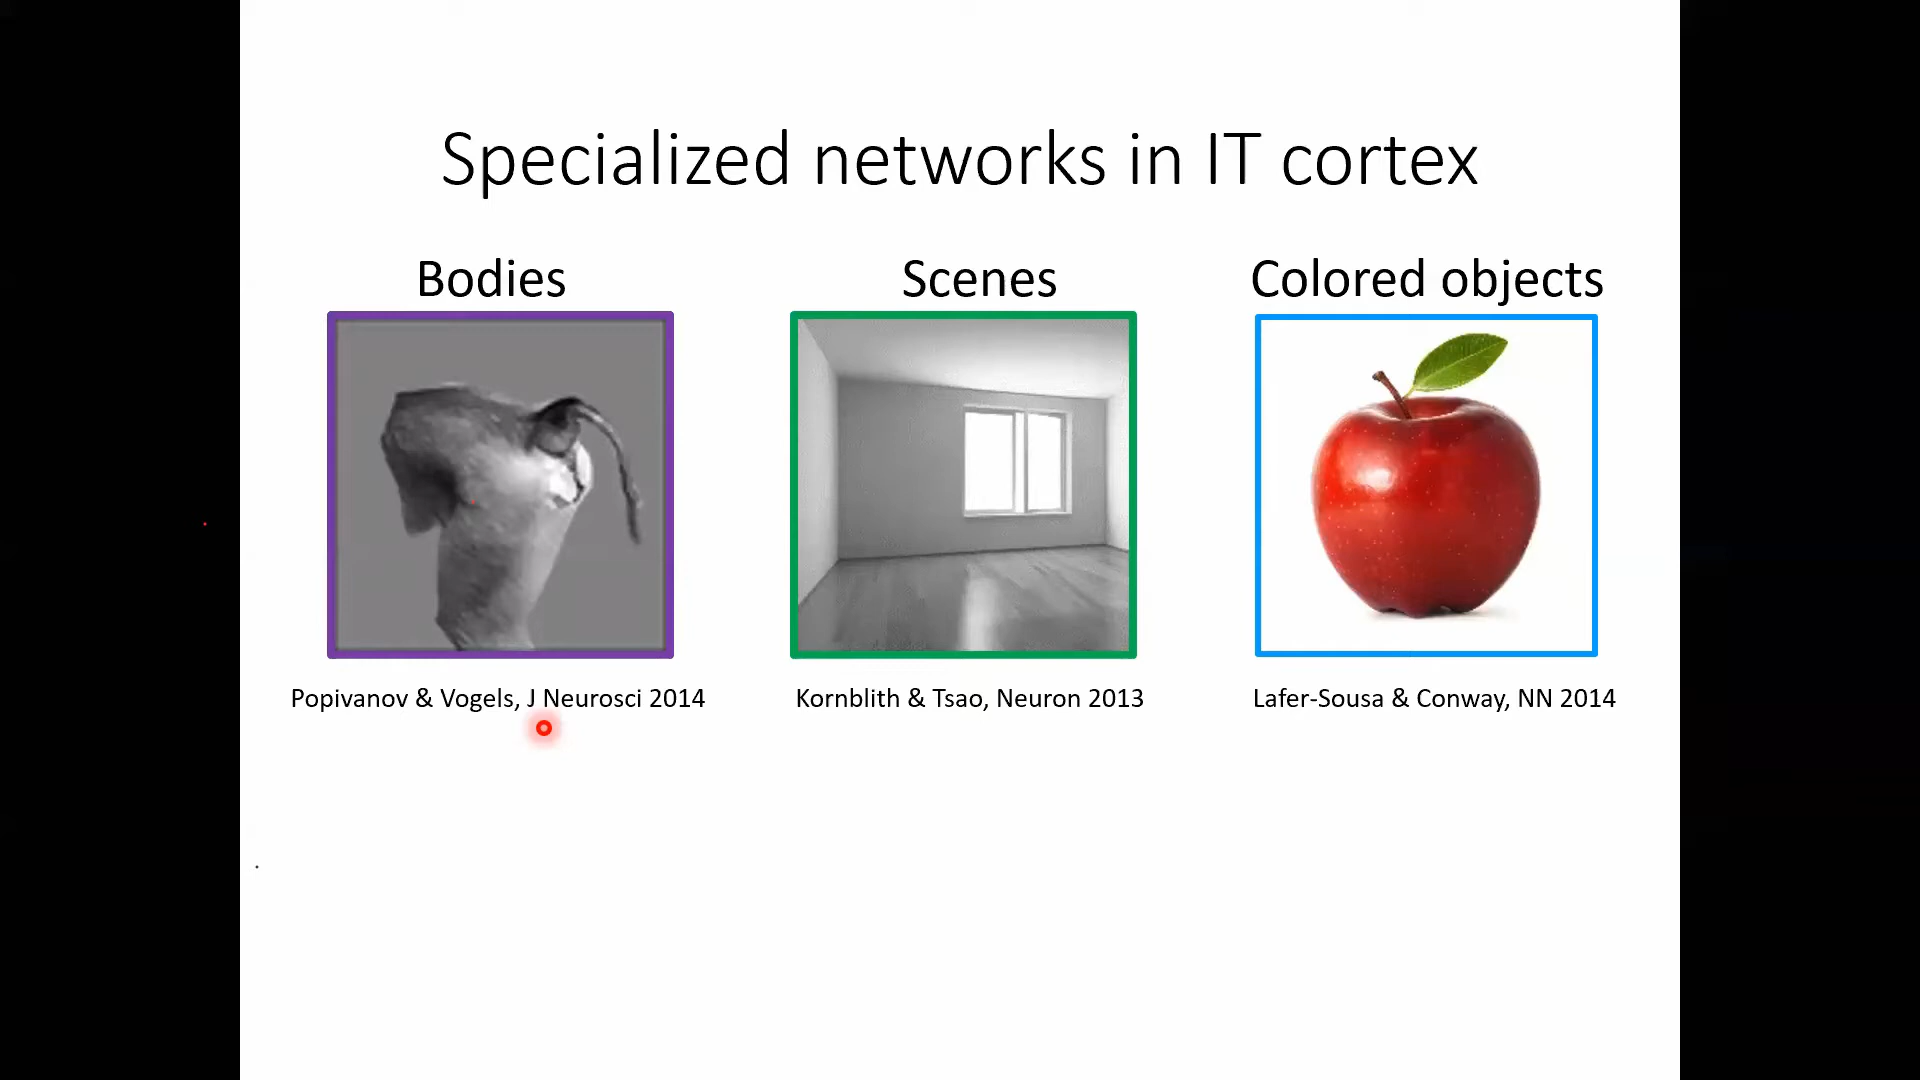 Specialized networks in IT cortex
Bodies
Scenes
Colored objects
Popivanov & Vogels, J Neurosci 2014
Kornblith & Tsao, Neuron 2013
Lafer-Sousa & Conway, NN 2014